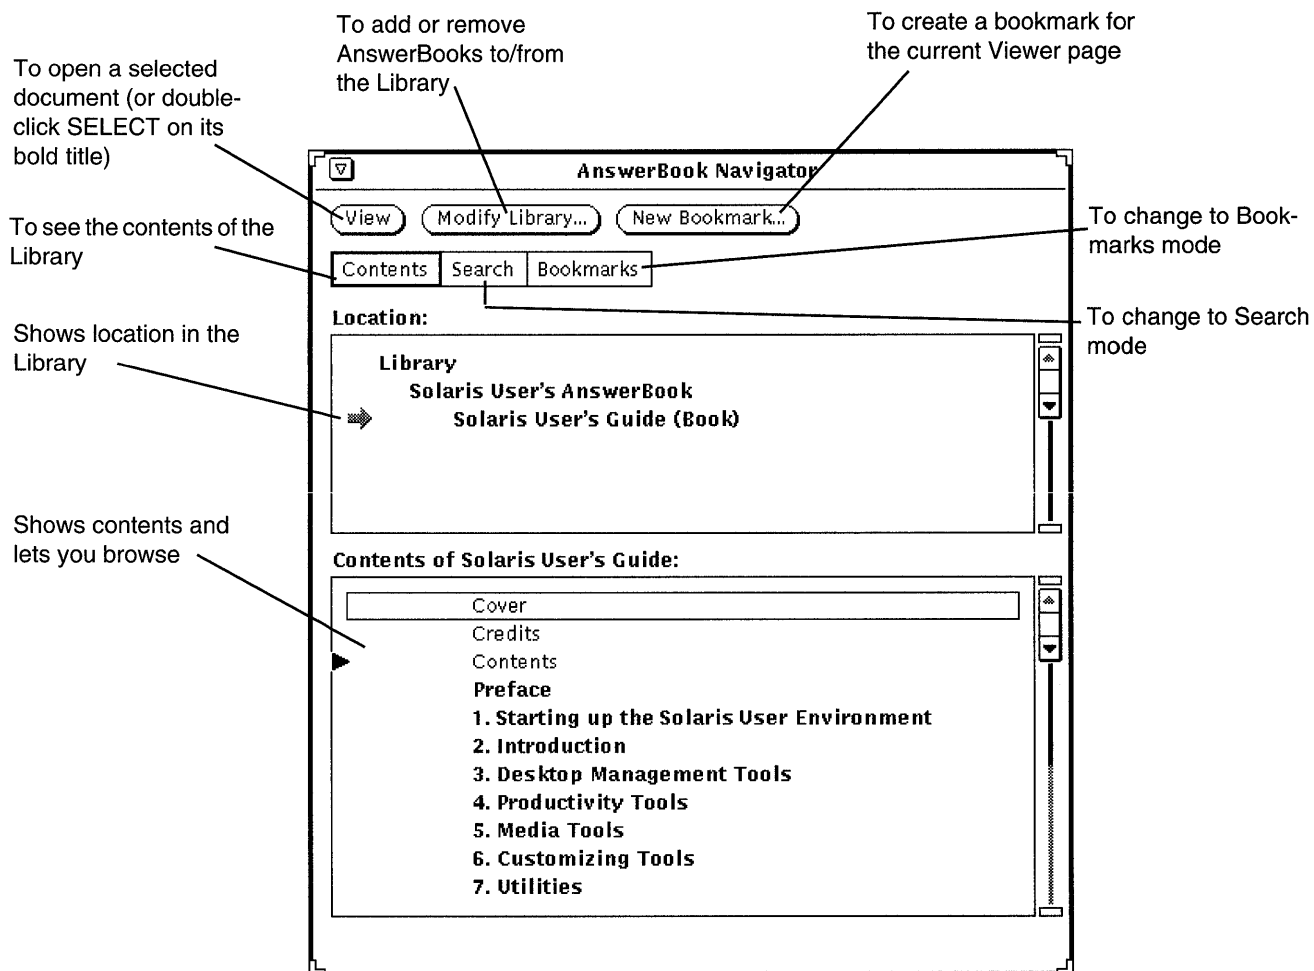 To add or remove
AnswerBooks to/from
the Library
To create a bookmark for
the current Viewer page
To open a selected
document (or double-
click SELECT on its
bold title)
AnswerBook Navigator
View
Modify Library...
New Bookmark...
To see the contents of the
Library
To change to Book-
marks mode
Contents
Search
Bookmarks
Location:
To change to Search
mode
Shows location in the
Library
Library
Solaris User's AnswerBook
Solaris User's Guide (Book)
Shows contents and
lets you browse
Contents of Solaris User's Guide:
Cover
Credits
Contents
Preface
1. Starting up the Solaris User Environment
2. Introduction
3. Desktop Management Tools
4. Productivity Tools
5. Media Tools
6. Customizing Tools
7. Utilities